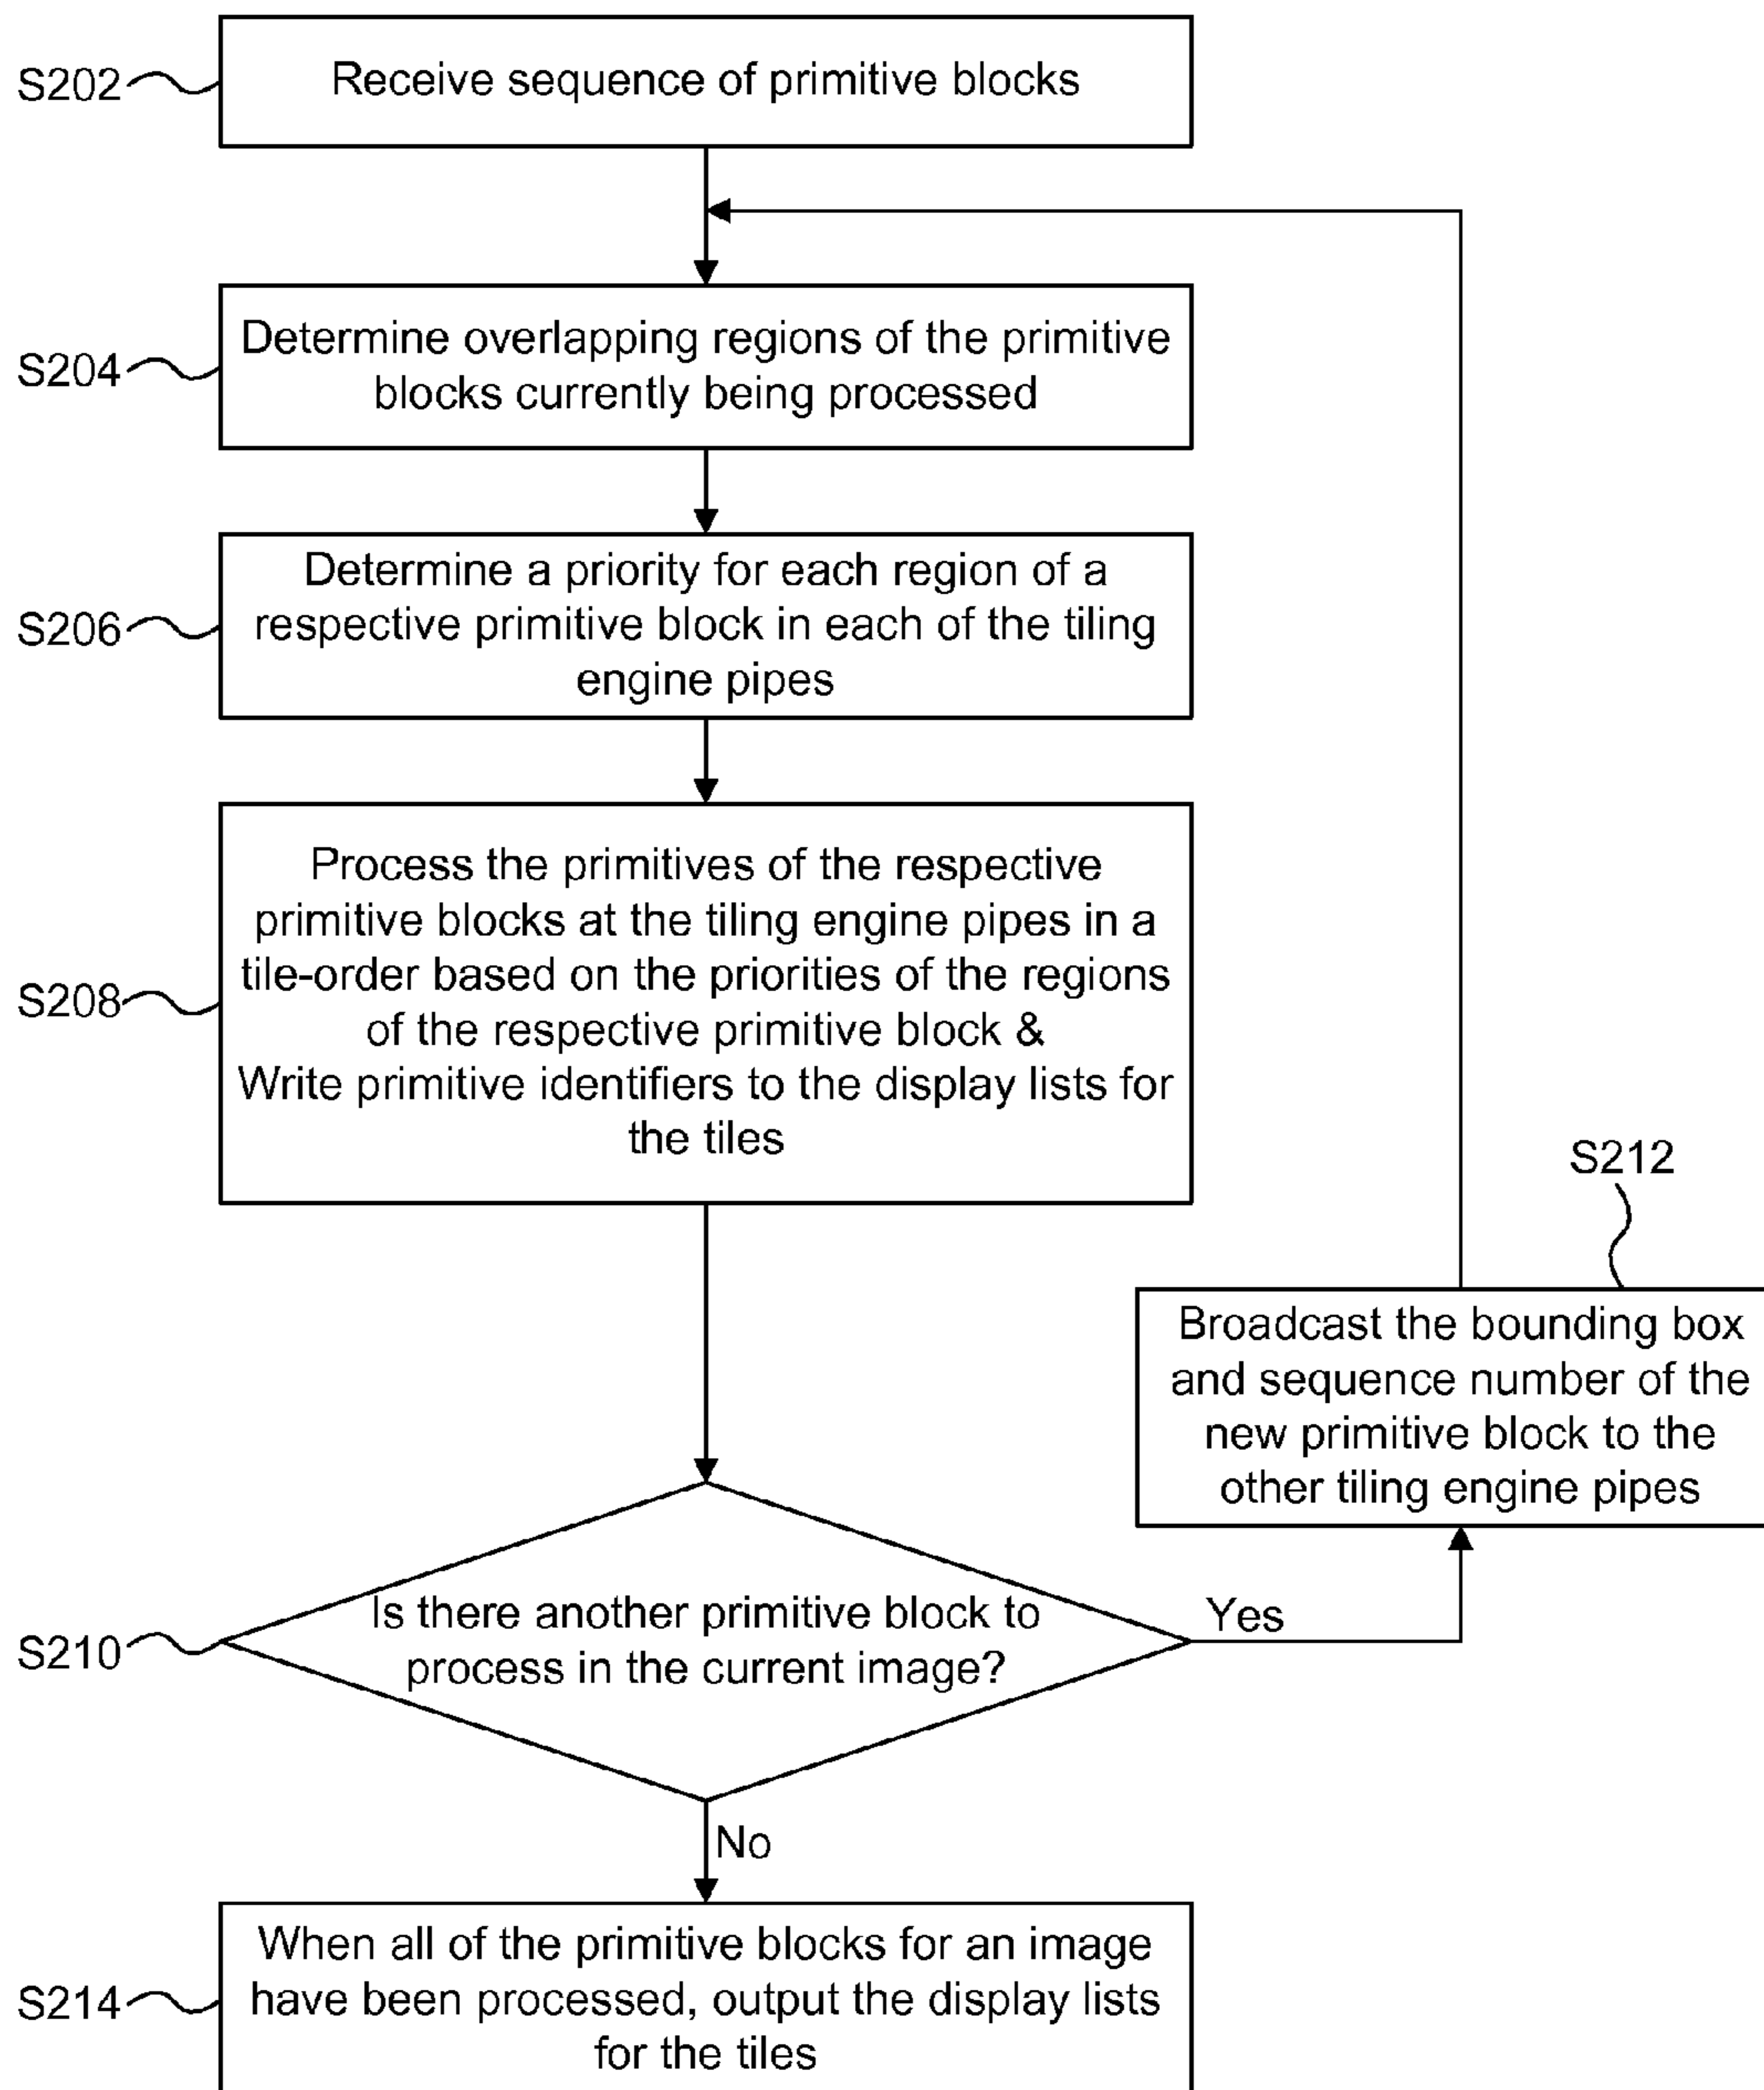 S202
Receive sequence of primitive blocks
S204
Determine overlapping regions of the primitive
blocks currently being processed
S206
Determine a priority for each region of a
respective primitive block in each of the tiling
engine pipes
S208
Process the primitives of the respective
primitive blocks at the tiling engine pipes in a
tile-order based on the priorities of the regions
of the respective primitive block &
Write primitive identifiers to the display lists for
the tiles
S212
Broadcast the bounding box
and sequence number of the
new primitive block to the
other tiling engine pipes
S210
Is there another primitive block to
process in the current image?
Yes
No
S214
When all of the primitive blocks for an image
have been processed, output the display lists
for the tiles